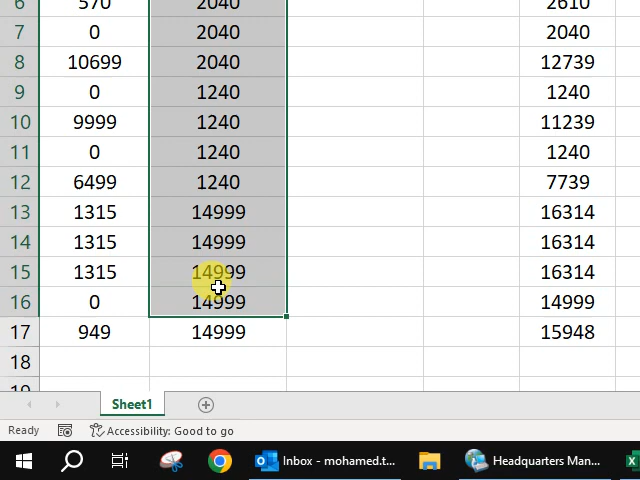 6 570 2040 2610
7 0 2040 2040
8 10699 2040 12739
9 0 1240 1240
10 9999 1240 11239
11 0 1240 1240
12 6499 1240 7739
13 1315 14999 16314
14 1315 14999 16314
15 1315 14999 16314
16 0 14999 14999
17 949 14999 15948
18
19
Sheet1
Ready Accessibility: Good to go
Inbox - mohamed.t... Headquarters Man...